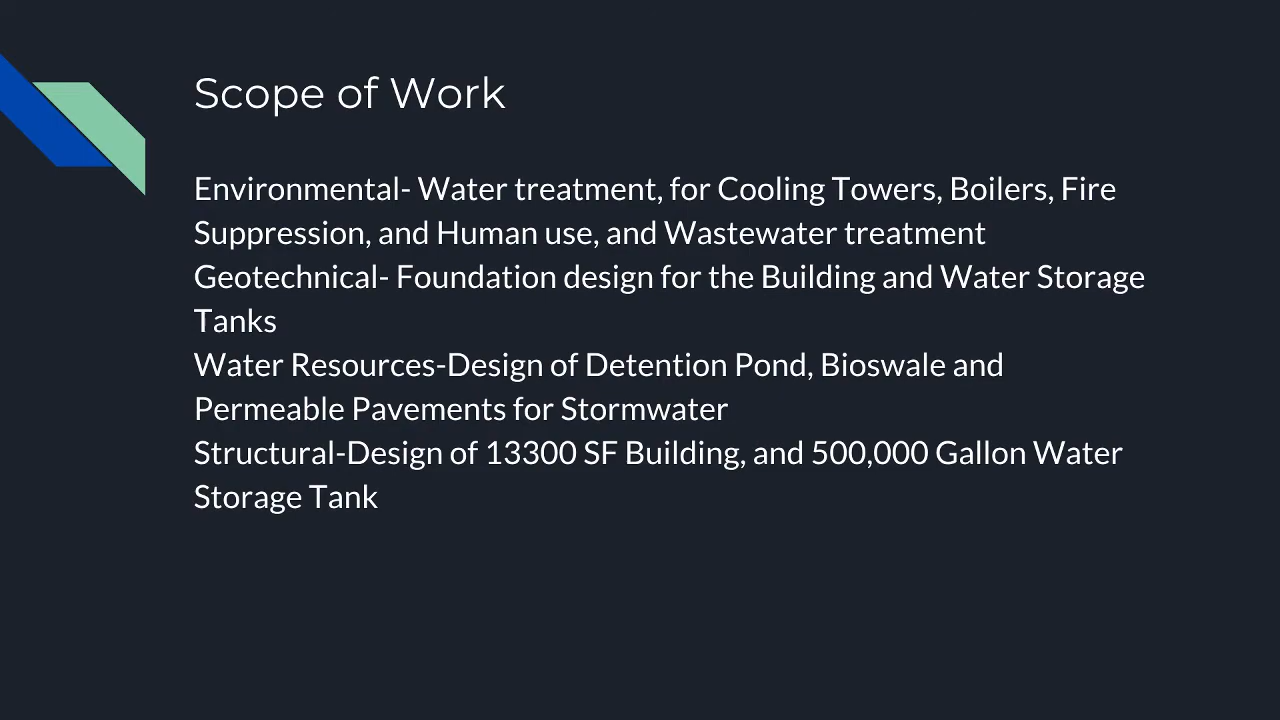 Scope of Work
Environmental- Water treatment, for Cooling Towers, Boilers, Fire
Suppression, and Human use, and Wastewater treatment
Geotechnical- Foundation design for the Building and Water Storage
Tanks
Water Resources-Design of Detention Pond, Bioswale and
Permeable Pavements for Stormwater
Structural-Design of 13300 SF Building, and 500,000 Gallon Water
Storage Tank